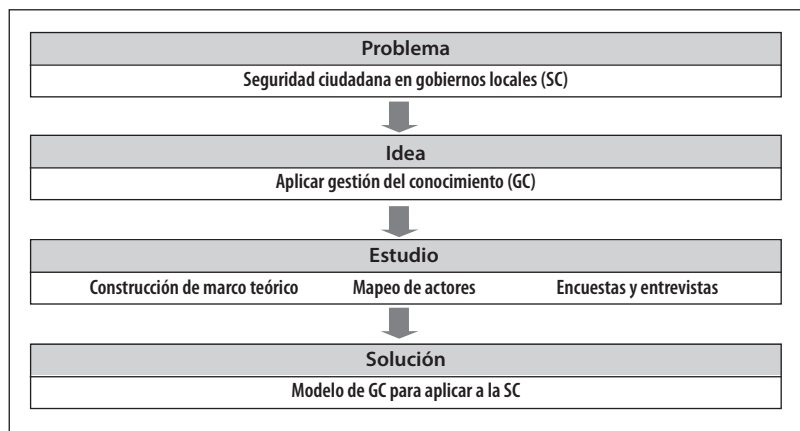 Problema
Seguridad ciudadana en gobiernos locales (SC)
Idea
Aplicar gestión del conocimiento (GC)
Estudio
Construcción de marco teórico Mapeo de actores Encuestas y entrevistas
Solución
Modelo de GC para aplicar a la SC